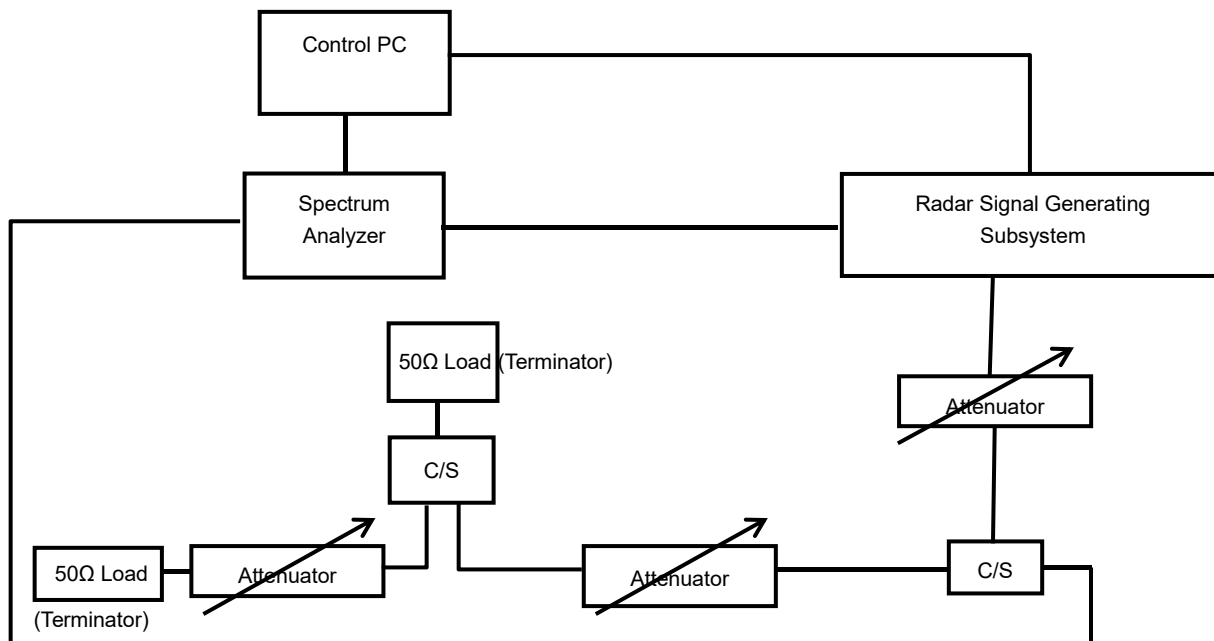 Control PC
Spectrum
Analyzer
Radar Signal Generating
Subsystem
50Ω Load (Terminator)
Attenuator
C/S
50Ω Load
(Terminator)
Attenuator
Attenuator
C/S